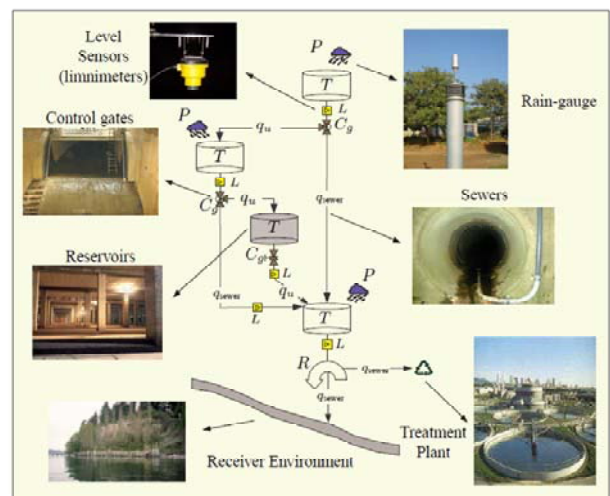 Level
Sensors
(limnimeters)
P
T
L
C_g
Rain-gauge
Control gates
P
q_u
T
L
C_g
q_u
T
C_gt
L
q_u
q_sewer
Sewers
Reservoirs
q_sewer
L
P
T
L
R
q_sewer
q_sewer
Treatment
Plant
Receiver Environment